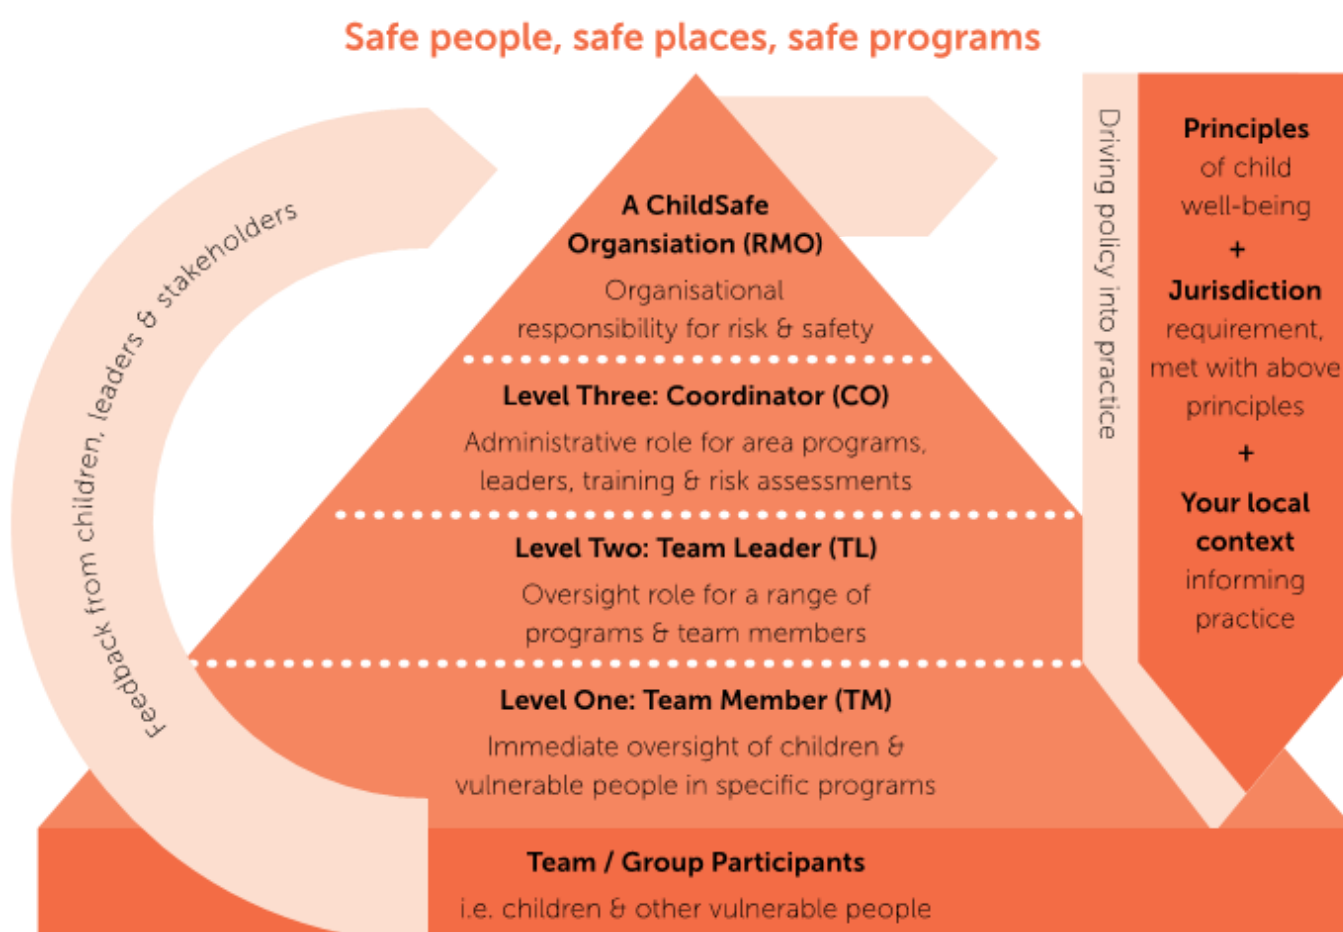 Safe people, safe places, safe programs
Feedback from children, leaders & stakeholders
A ChildSafe
Organsiation (RMO)
Organisational
responsibility for risk & safety
Level Three: Coordinator (CO)
Administrative role for area programs,
leaders, training & risk assessments
Level Two: Team Leader (TL)
Oversight role for a range of
programs & team members
Level One: Team Member (TM)
Immediate oversight of children &
vulnerable people in specific programs
Team / Group Participants
i.e. children & other vulnerable people
Driving policy into practice
Principles
of child
well-being
+
Jurisdiction
requirement,
met with above
principles
+
Your local
context
informing
practice